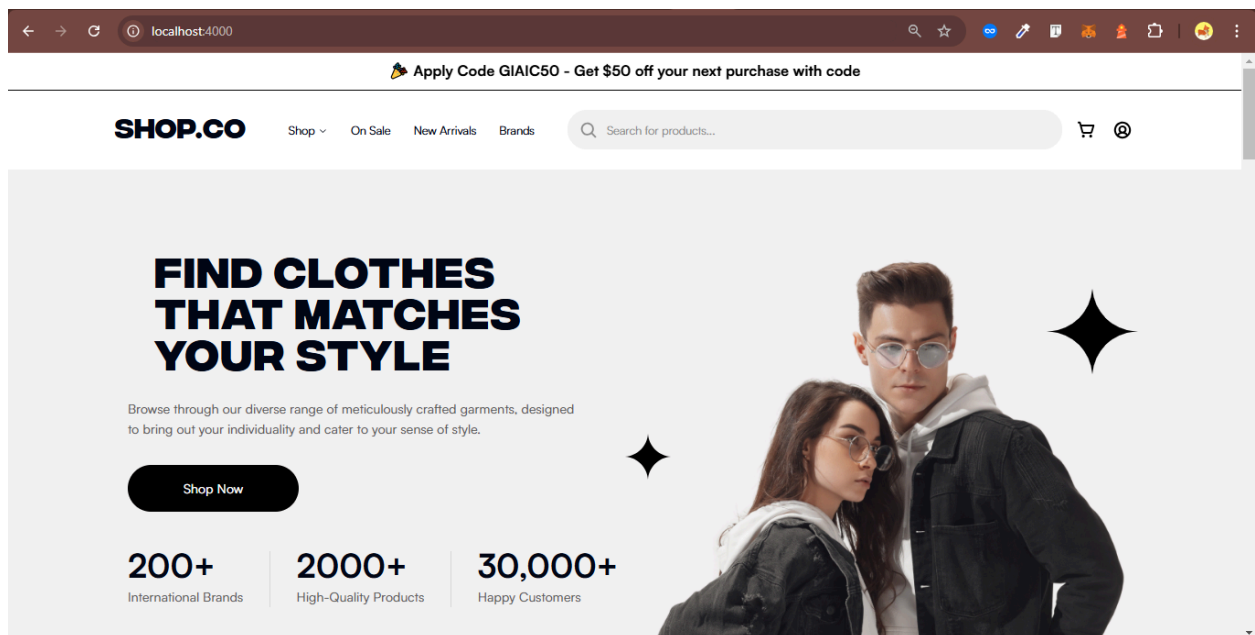 localhost:4000
Apply Code GIAIC50 - Get $50 off your next purchase with code
SHOP.CO
Shop
On Sale
New Arrivals
Brands
Search for products...
FIND CLOTHES
THAT MATCHES
YOUR STYLE
Browse through our diverse range of meticulously crafted garments, designed
to bring out your individuality and cater to your sense of style.
Shop Now
200+
International Brands
2000+
High-Quality Products
30,000+
Happy Customers